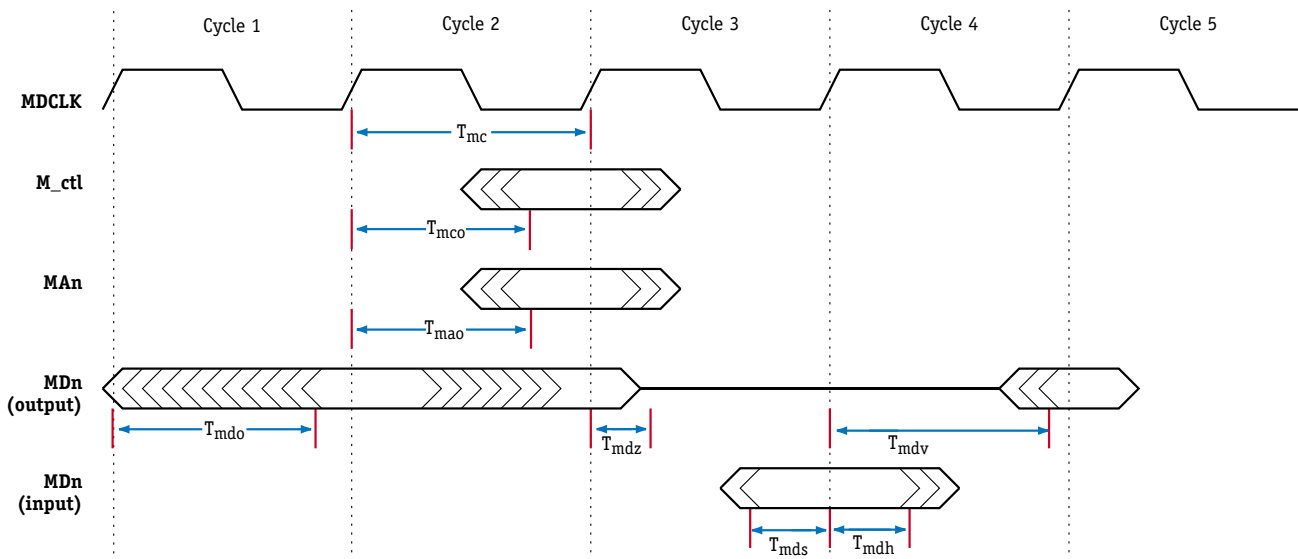 Cycle 1
Cycle 2
Cycle 3
Cycle 4
Cycle 5
MDCLK
Tmc
M_ctl
Tmco
MAn
Tmao
MDn
(output)
Tmdo
Tmdz
Tmdv
MDn
(input)
Tmds
Tmdh